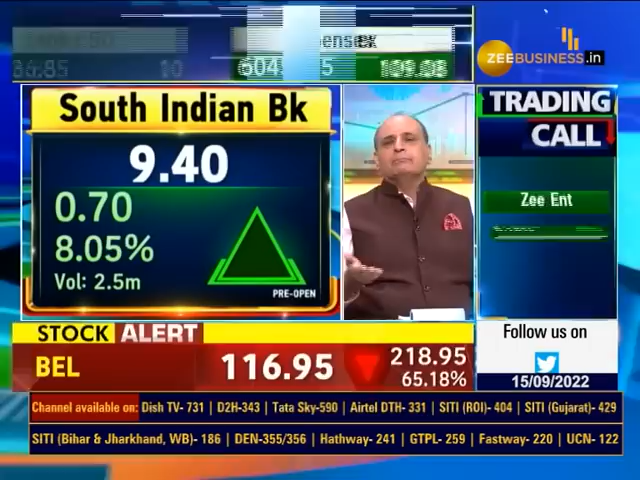 ZEEBUSINESS.in
South Indian Bk
9.40
0.70
8.05%
Vol: 2.5m
PRE-OPEN
TRADING
CALL
Zee Ent
STOCK ALERT
BEL
116.95
218.95
65.18%
Follow us on
15/09/2022
Channel available on: Dish TV- 731 | D2H-343 | Tata Sky-590 | Airtel DTH- 331 | SITI (ROI)- 404 | SITI (Gujarat)- 429
SITI (Bihar & Jharkhand, WB)- 186 | DEN-355/356 | Hathway- 241 | GTPL- 259 | Fastway- 220 | UCN- 122